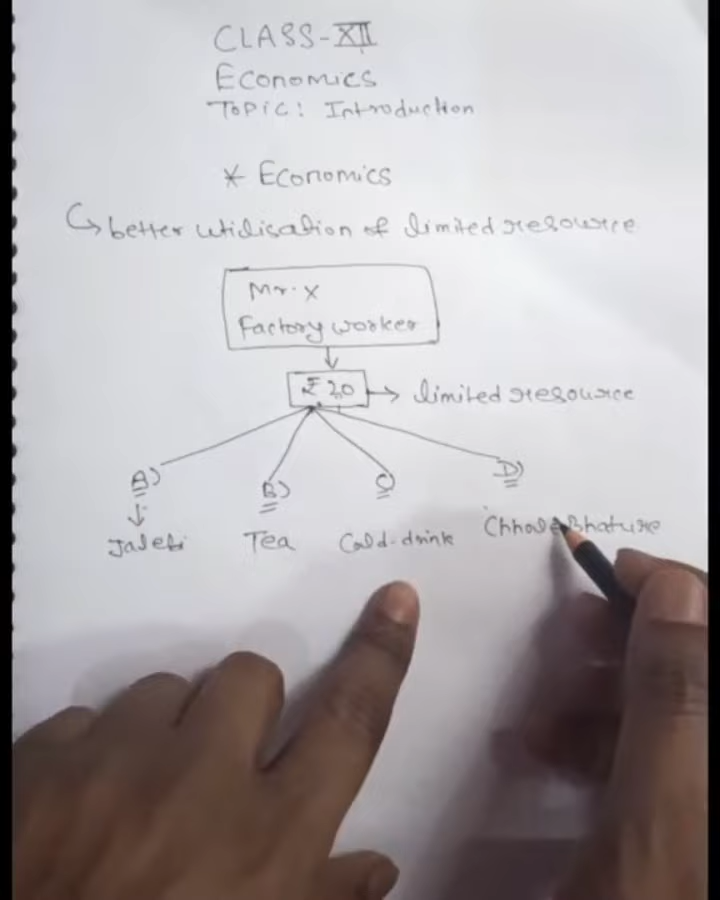 CLASS-XII
Economics
Topic: Introduction
* Economics
↳ better utilisation of limited resource
Mr. X
Factory worker
₹ 20 → limited resource
A) B) C) D)
Jalebi Tea Cold-drink Chhole Bhature